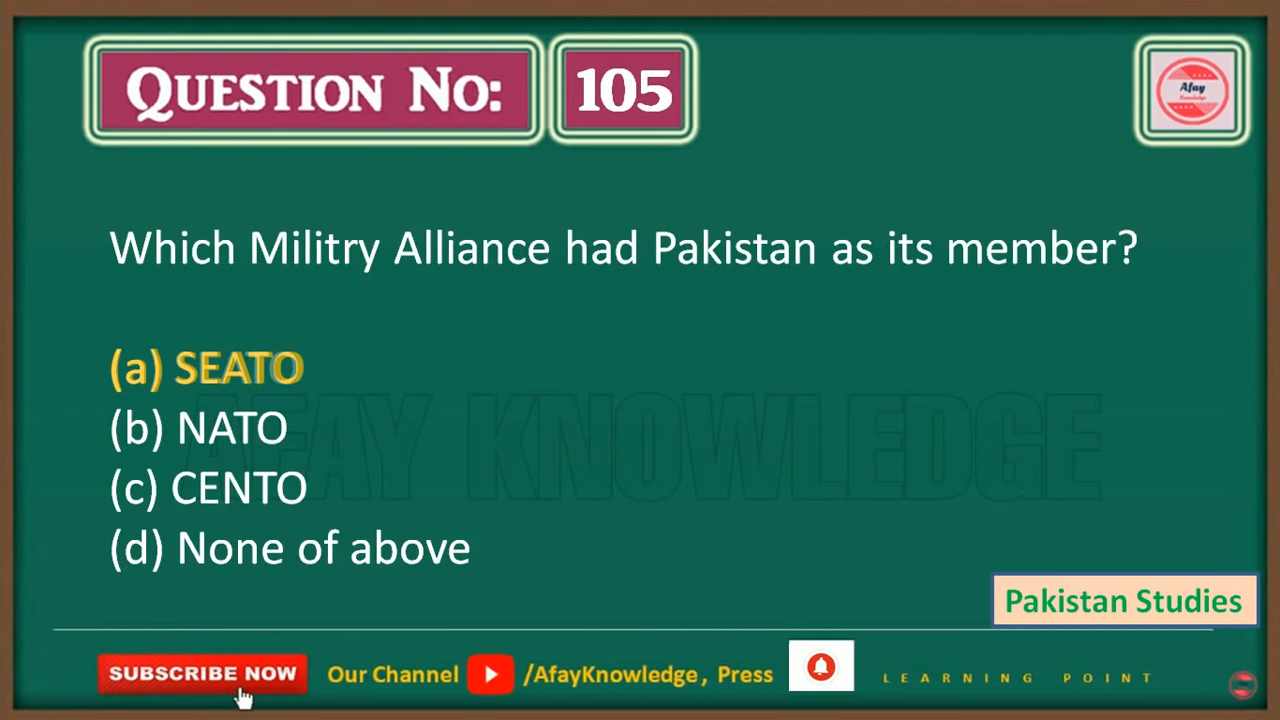 QUESTION NO: 105
Afay
Knowledge
Which Militry Alliance had Pakistan as its member?
(a) SEATO
(b) NATO
AFAY KNOWLEDGE
(c) CENTO
(d) None of above
Pakistan Studies
SUBSCRIBE NOW Our Channel /AfayKnowledge, Press LEARNING POINT